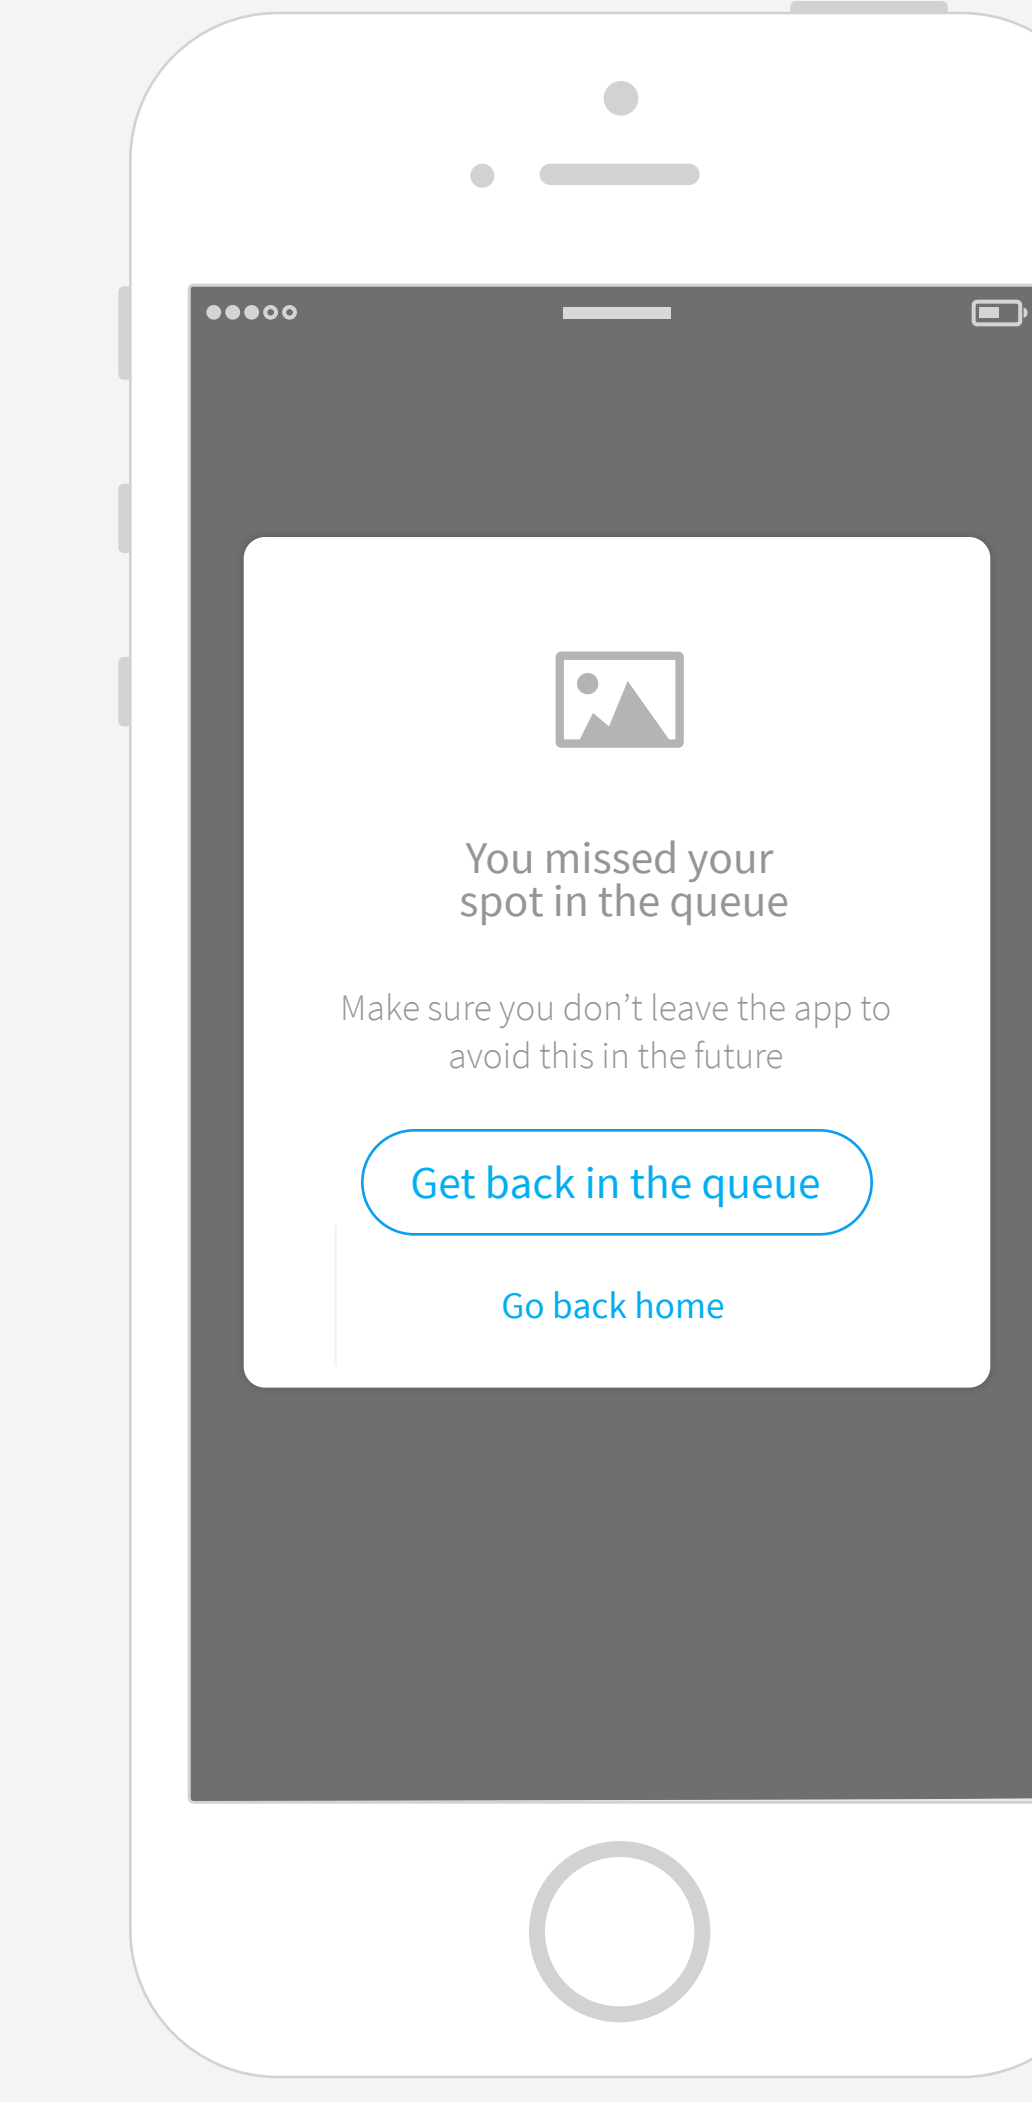 You missed your
spot in the queue
Make sure you don’t leave the app to
avoid this in the future
Get back in the queue
Go back home